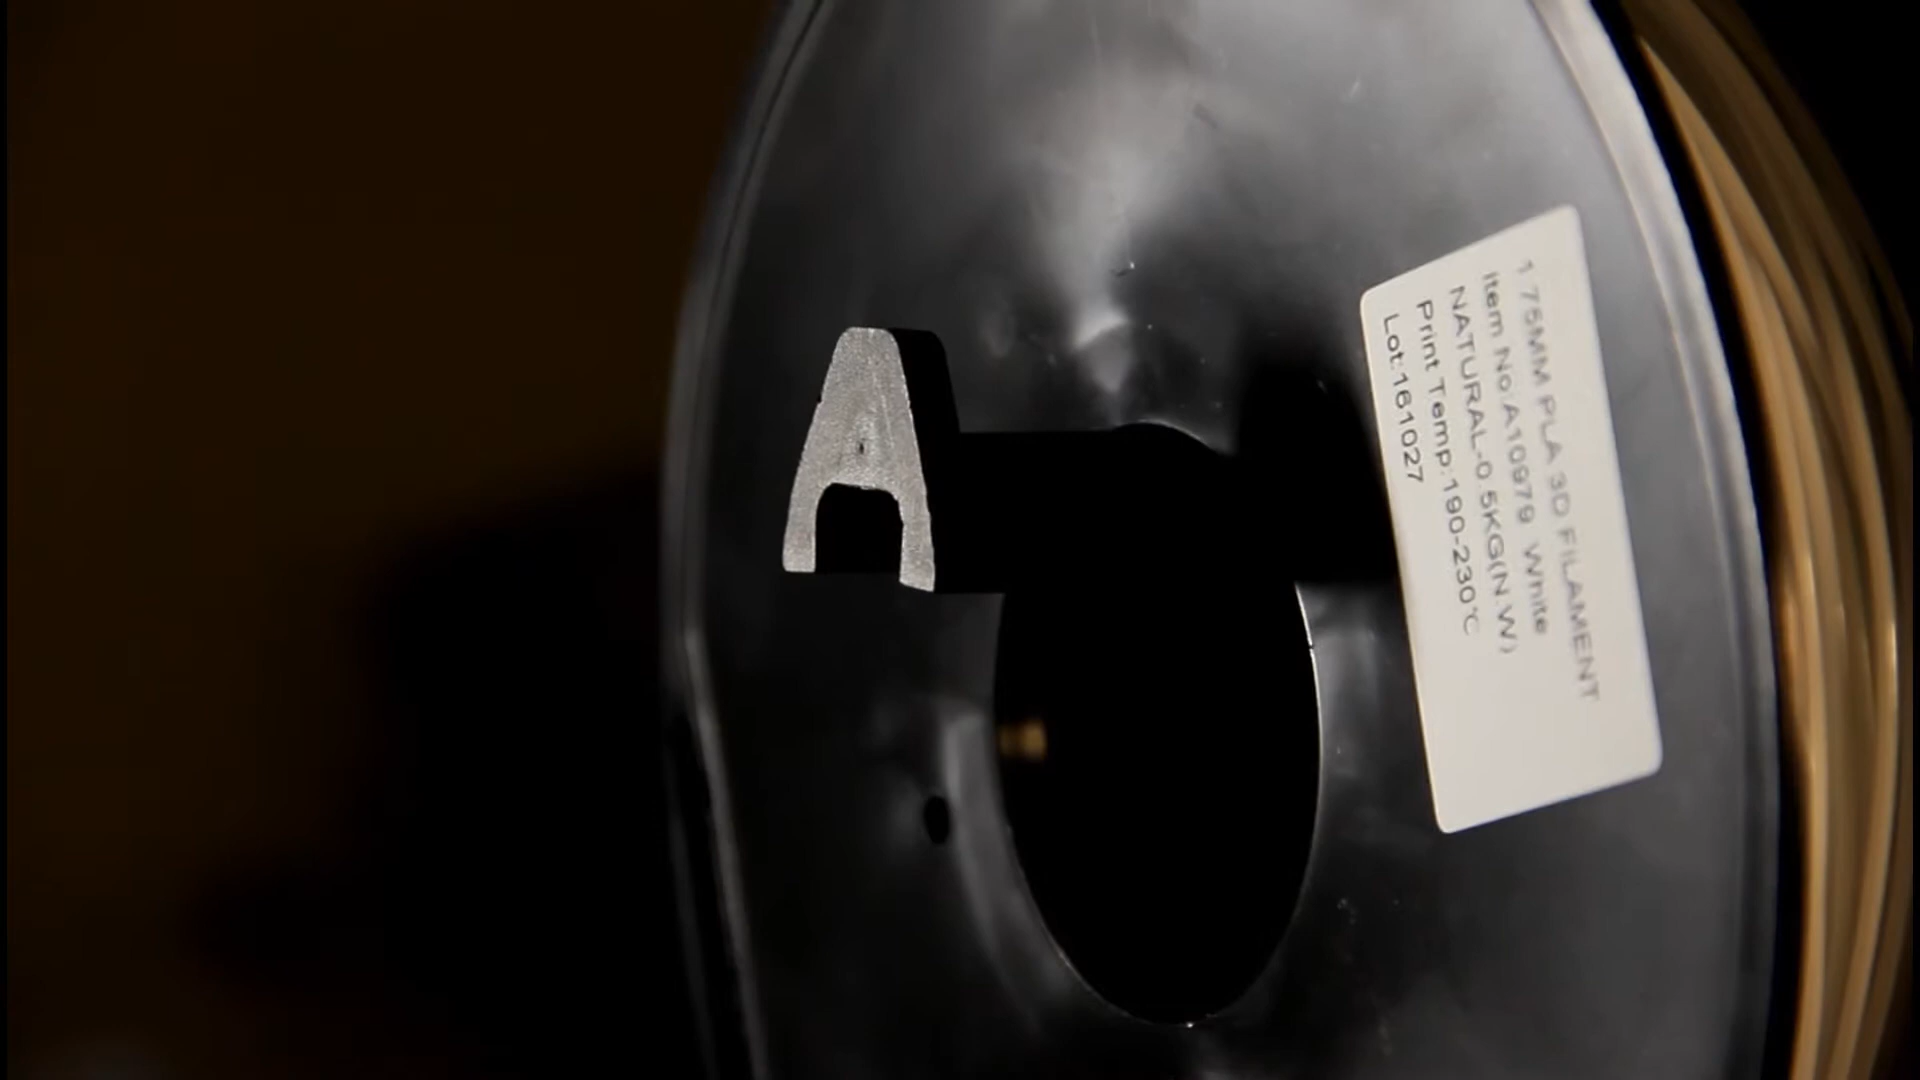 1.75MM PLA 3D FILAMENT
Item No:A10979 White
NATURAL-0.5KG(N.W)
Print Temp:190-230℃
Lot:161027